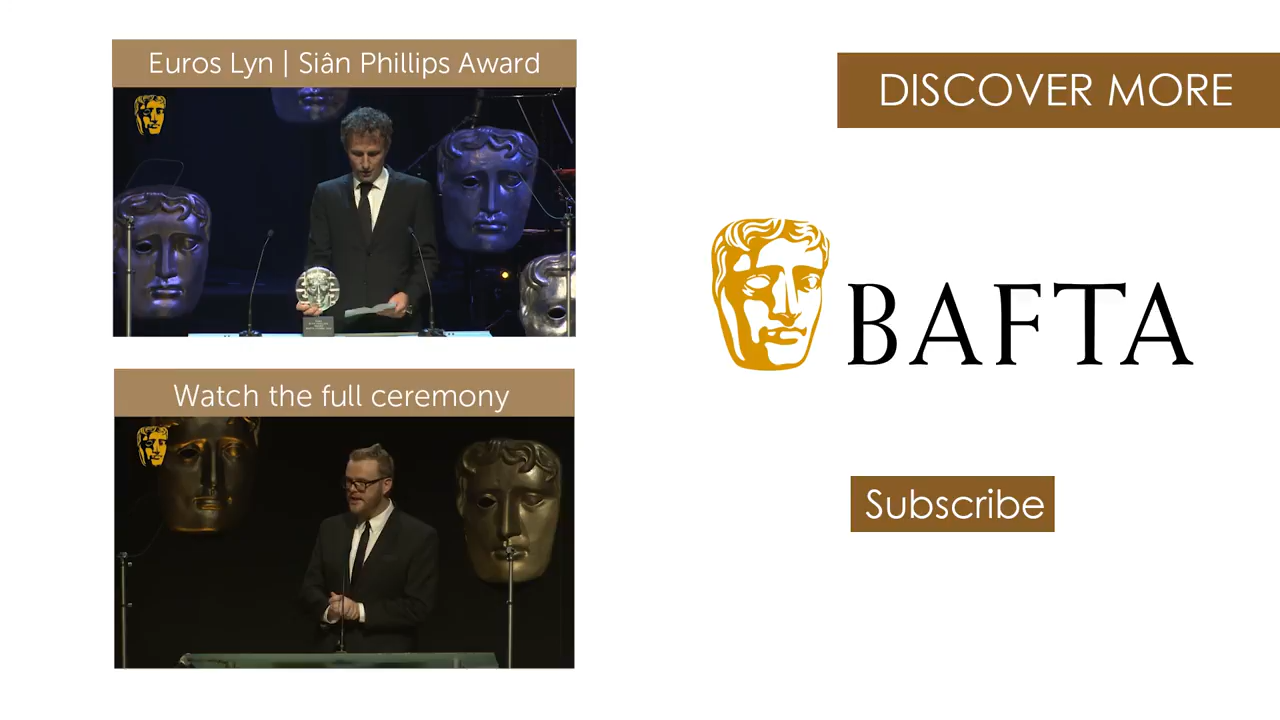 Euros Lyn | Siân Phillips Award
DISCOVER MORE
BAFTA
Watch the full ceremony
Subscribe